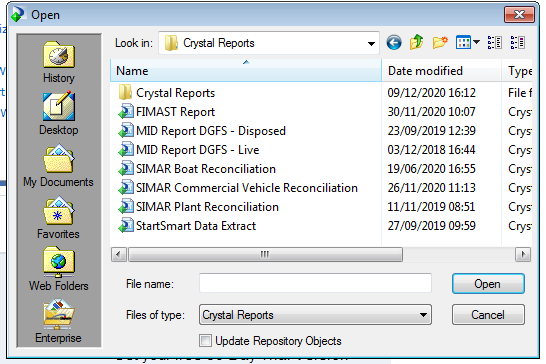 Open
Look in: Crystal Reports
Name Date modified Type
Crystal Reports 09/12/2020 16:12 File f
FIMAST Report 30/11/2020 10:07 Cryst
MID Report DGFS - Disposed 23/09/2019 12:39 Cryst
MID Report DGFS - Live 03/12/2018 16:44 Cryst
SIMAR Boat Reconciliation 19/06/2020 16:55 Cryst
SIMAR Commercial Vehicle Reconciliation 26/11/2020 11:13 Cryst
SIMAR Plant Reconciliation 11/11/2019 08:51 Cryst
StartSmart Data Extract 27/09/2019 09:59 Cryst
History
Desktop
My Documents
Favorites
Web Folders
Enterprise
File name: Open
Files of type: Crystal Reports Cancel
Update Repository Objects